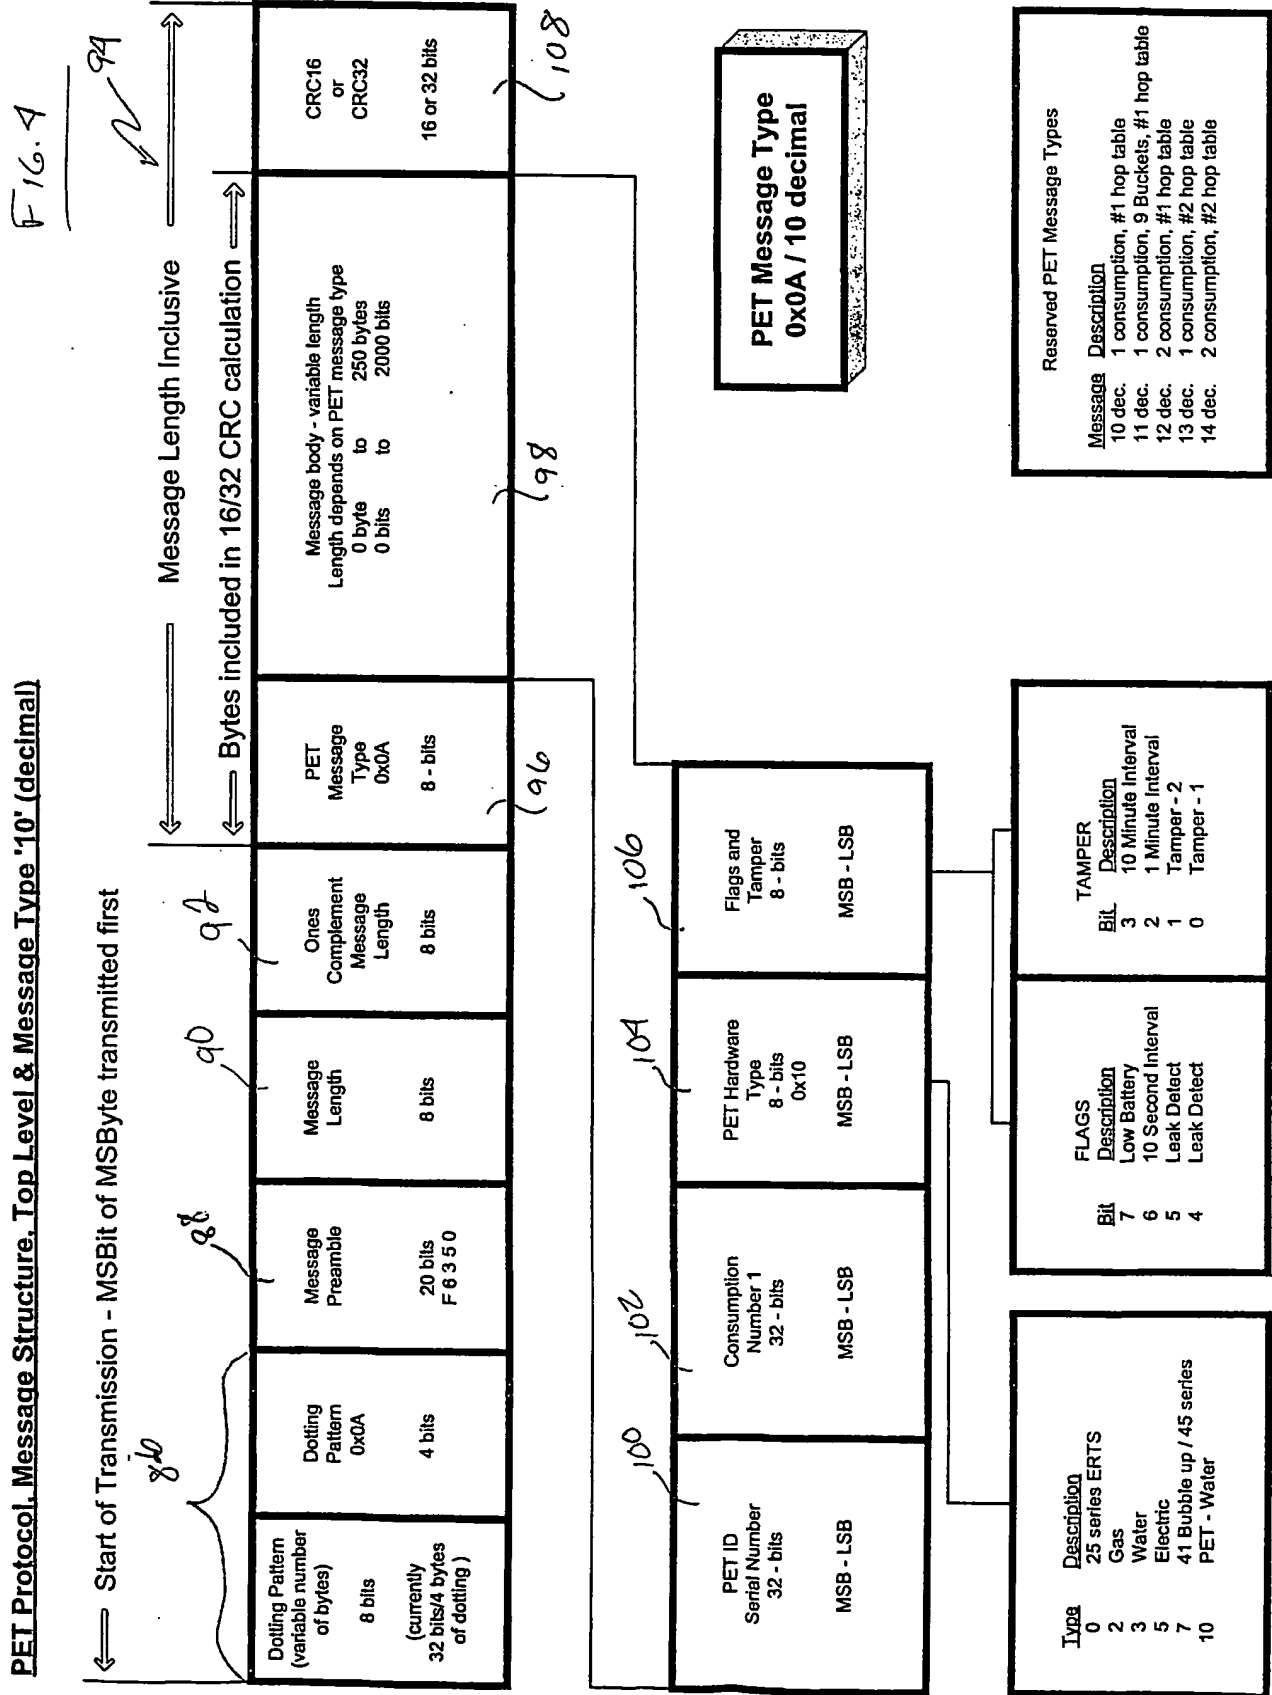 FIG. 4
PET Protocol, Message Structure, Top Level & Message Type '10' (decimal)
Start of Transmission - MSBit of MSByte transmitted first
Message Length Inclusive
94
Bytes included in 16/32 CRC calculation
86
88
90
92
Dotting Pattern
(variable number
of bytes)
8 bits
(currently
32 bits/4 bytes
of dotting )
Dotting
Pattern
0x0A
4 bits
Message
Preamble
20 bits
F 6 3 5 0
Message
Length
8 bits
Ones
Complement
Message
Length
8 bits
PET
Message
Type
0x0A
8 - bits
Message body - variable length
Length depends on PET message type
0 byte to 250 bytes
0 bits to 2000 bits
CRC16
or
CRC32
16 or 32 bits
96
98
108
100
102
104
106
PET ID
Serial Number
32 - bits
MSB - LSB
Consumption
Number 1
32 - bits
MSB - LSB
PET Hardware
Type
8 - bits
0x10
MSB - LSB
Flags and
Tamper
8 - bits
MSB - LSB
PET Message Type
0x0A / 10 decimal
Type Description
0 25 series ERTS
2 Gas
3 Water
5 Electric
7 41 Bubble up / 45 series
10 PET - Water
FLAGS
Bit Description
7 Low Battery
6 10 Second Interval
5 Leak Detect
4 Leak Detect
TAMPER
Bit Description
3 10 Minute Interval
2 1 Minute Interval
1 Tamper - 2
0 Tamper - 1
Reserved PET Message Types
Message Description
10 dec. 1 consumption, #1 hop table
11 dec. 1 consumption, 9 Buckets, #1 hop table
12 dec. 2 consumption, #1 hop table
13 dec. 1 consumption, #2 hop table
14 dec. 2 consumption, #2 hop table